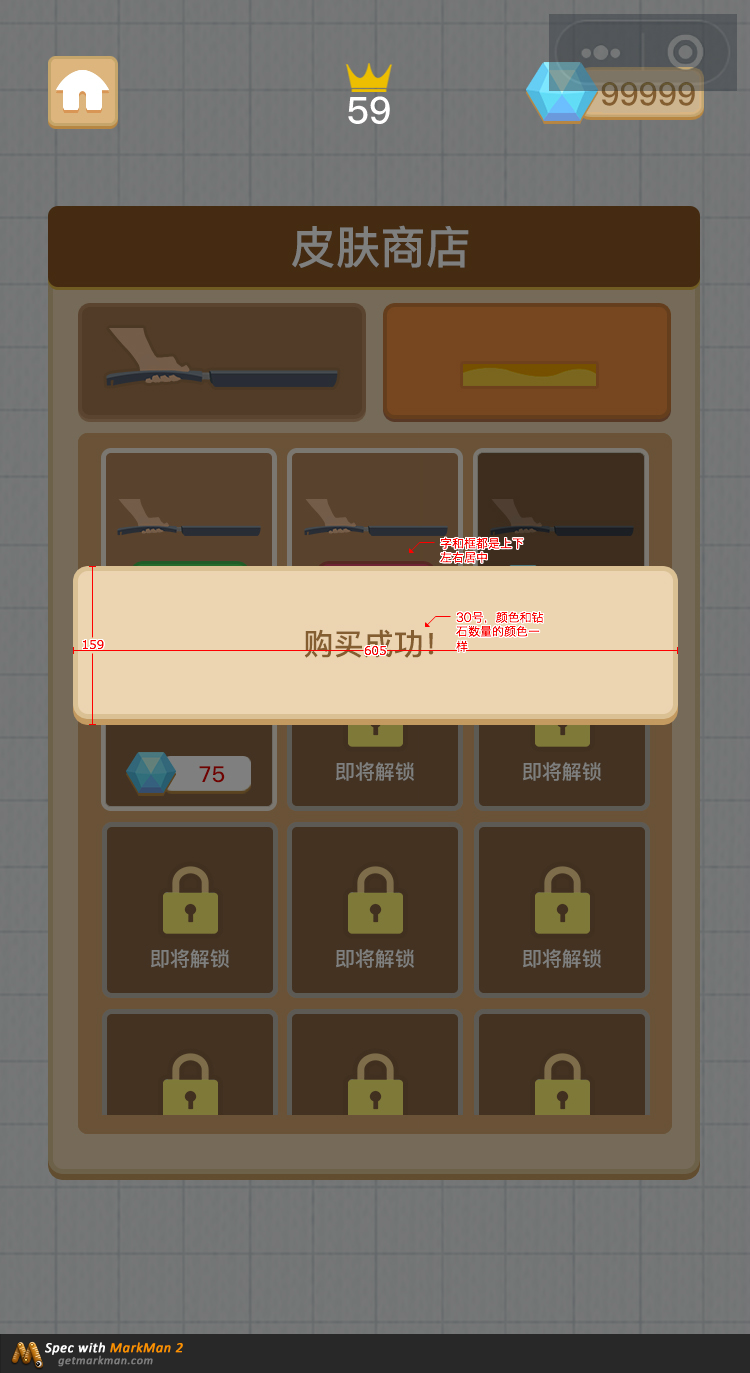 59
99999
皮肤商店
字和框都是上下
左右居中
30号，颜色和钻
石数量的颜色一
样
159
购买成功！
605
75
即将解锁
即将解锁
即将解锁
即将解锁
即将解锁
Spec with MarkMan 2
getmarkman.com